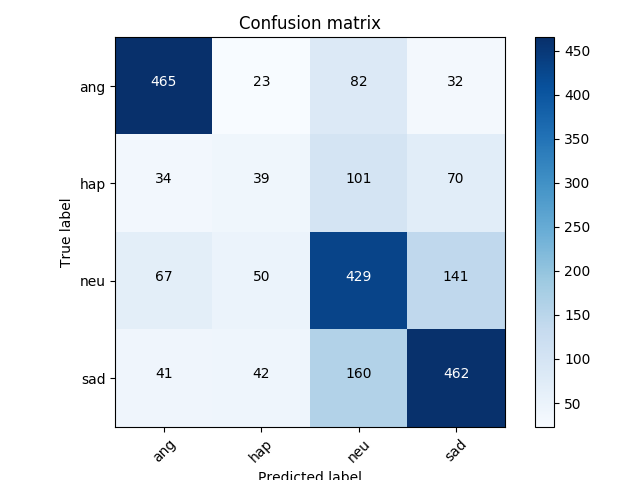 Confusion matrix
True label
ang 465 23 82 32
hap 34 39 101 70
neu 67 50 429 141
sad 41 42 160 462
ang hap neu sad
Predicted label
450
400
350
300
250
200
150
100
50